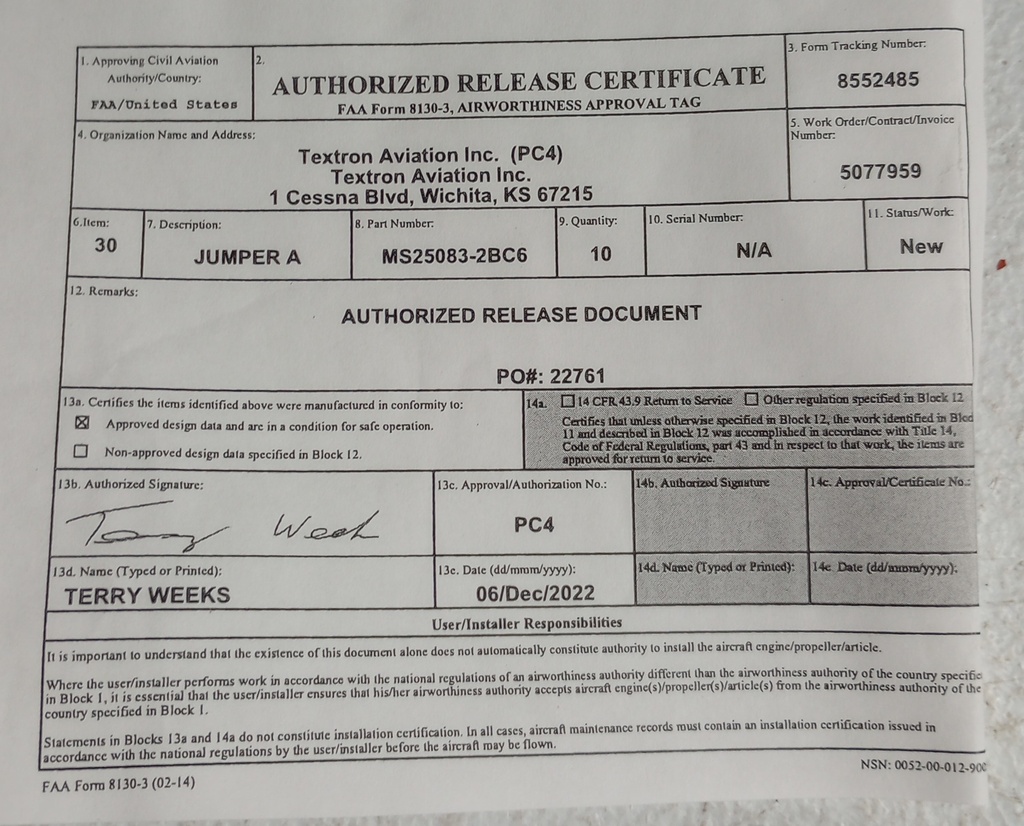 1. Approving Civil Aviation
Authority/Country:
FAA/United States
2.
AUTHORIZED RELEASE CERTIFICATE
FAA Form 8130-3, AIRWORTHINESS APPROVAL TAG
3. Form Tracking Number:
8552485
4. Organization Name and Address:
Textron Aviation Inc. (PC4)
Textron Aviation Inc.
1 Cessna Blvd, Wichita, KS 67215
5. Work Order/Contract/Invoice
Number:
5077959
6.Item:
30
7. Description:
JUMPER A
8. Part Number:
MS25083-2BC6
9. Quantity:
10
10. Serial Number:
N/A
11. Status/Work:
New
12. Remarks:
AUTHORIZED RELEASE DOCUMENT
PO#: 22761
13a. Certifies the items identified above were manufactured in conformity to:
Approved design data and are in a condition for safe operation.
Non-approved design data specified in Block 12.
14a. 14 CFR 43.9 Return to Service Other regulation specified in Block 12
Certifies that unless otherwise specified in Block 12, the work identified in Bloc
11 and described in Block 12 was accomplished in accordance with Title 14,
Code of Federal Regulations, part 43 and in respect to that work, the items are
approved for return to service.
13b. Authorized Signature:
Terry Weeks
13c. Approval/Authorization No.:
PC4
14b. Authorized Signature
14c. Approval/Certificate No.:
13d. Name (Typed or Printed):
TERRY WEEKS
13e. Date (dd/mmm/yyyy):
06/Dec/2022
14d. Name (Typed or Printed):
14e. Date (dd/mmm/yyyy):
User/Installer Responsibilities
It is important to understand that the existence of this document alone does not automatically constitute authority to install the aircraft engine/propeller/article.
Where the user/installer performs work in accordance with the national regulations of an airworthiness authority different than the airworthiness authority of the country specifie
in Block 1, it is essential that the user/installer ensures that his/her airworthiness authority accepts aircraft engine(s)/propeller(s)/article(s) from the airworthiness authority of the
country specified in Block 1.
Statements in Blocks 13a and 14a do not constitute installation certification. In all cases, aircraft maintenance records must contain an installation certification issued in
accordance with the national regulations by the user/installer before the aircraft may be flown.
FAA Form 8130-3 (02-14)
NSN: 0052-00-012-900